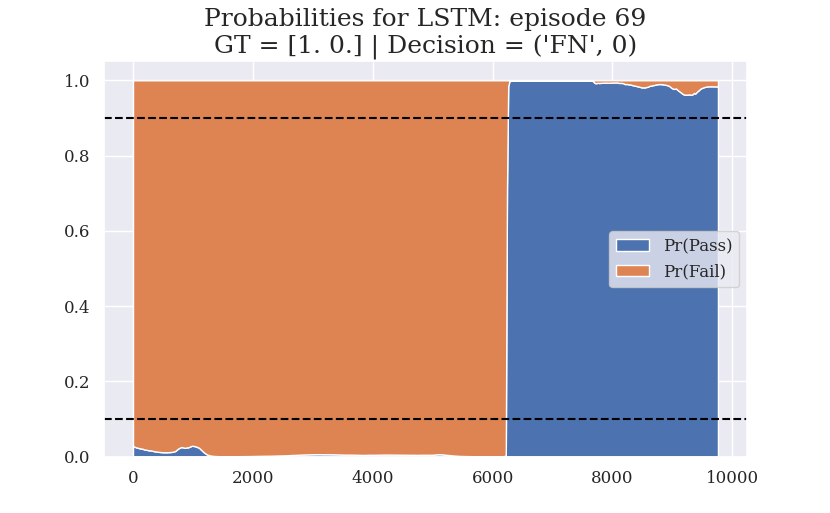 Probabilities for LSTM: episode 69
GT = [1. 0.] | Decision = ('FN', 0)
1.0
0.8
0.6
0.4
0.2
0.0
Pr(Pass)
Pr(Fail)
0 2000 4000 6000 8000 10000